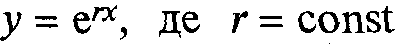 y = e^{rx}, де r = const